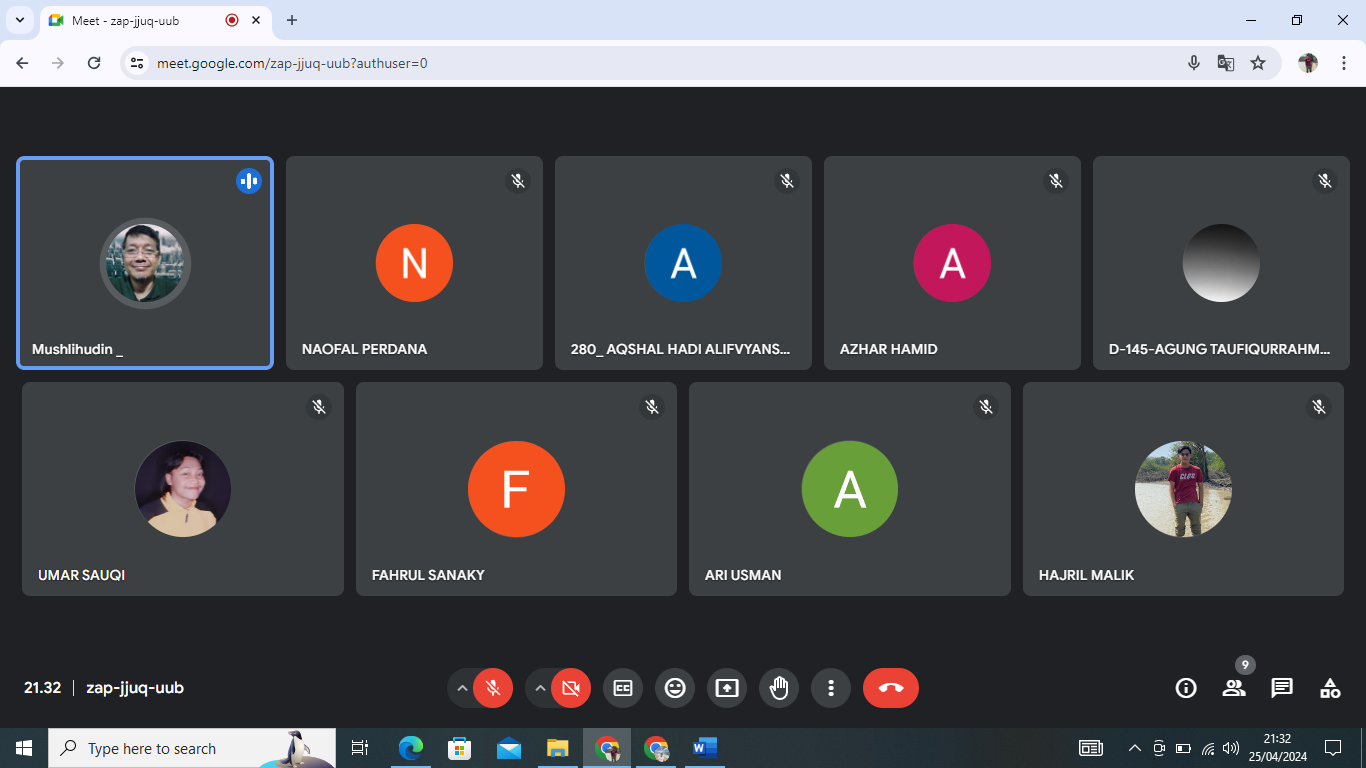 Meet - zap-jjuq-uub
meet.google.com/zap-jjuq-uub?authuser=0
Mushlihudin _
NAOFAL PERDANA
280_ AQSHAL HADI ALIFVYANS...
AZHAR HAMID
D-145-AGUNG TAUFIQURRAHM...
N
A
A
UMAR SAUQI
FAHRUL SANAKY
ARI USMAN
HAJRIL MALIK
F
A
21.32 | zap-jjuq-uub
CC
9
Type here to search
W
21:32
25/04/2024